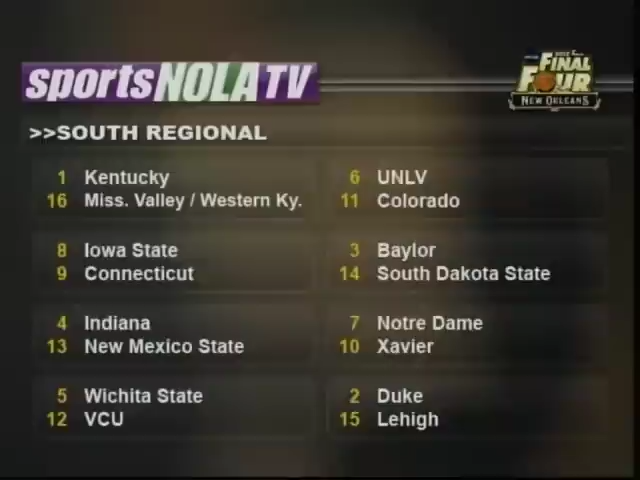 sportsNOLATV
FINAL
FOUR
NEW ORLEANS
>>SOUTH REGIONAL
1 Kentucky
16 Miss. Valley / Western Ky.
8 Iowa State
9 Connecticut
4 Indiana
13 New Mexico State
5 Wichita State
12 VCU
6 UNLV
11 Colorado
3 Baylor
14 South Dakota State
7 Notre Dame
10 Xavier
2 Duke
15 Lehigh